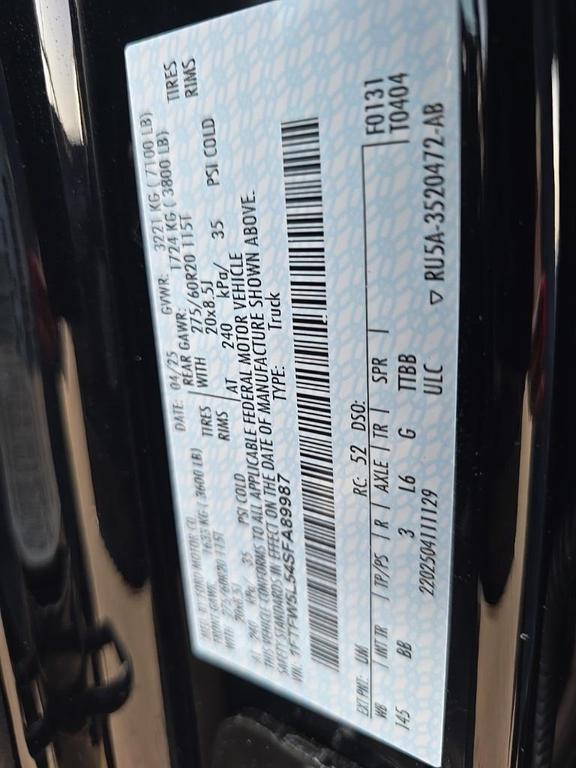 MFD. BY FORD MOTOR CO.
DATE: 04/25 GVWR: 3221 KG ( 7100 LB)
FRONT GAWR: 1633 KG ( 3600 LB) REAR GAWR: 1724 KG ( 3800 LB)
WITH 275/60R20 115T TIRES WITH 275/60R20 115T TIRES
20x8.5J RIMS 20x8.5J RIMS
AT 240 kPa/ 35 PSI COLD AT 240 kPa/ 35 PSI COLD
THIS VEHICLE CONFORMS TO ALL APPLICABLE FEDERAL MOTOR VEHICLE
SAFETY STANDARDS IN EFFECT ON THE DATE OF MANUFACTURE SHOWN ABOVE.
VIN: 1FTFW5L54SFA89987 TYPE: Truck
F0131
T0404
EXT PNT: UM RC: 52 DSO:
WB INT TR TP/PS R AXLE TR SPR
145 BB 3 L6 G TTBB
2202504111129 ULC ▽ RU5A-3520472-AB